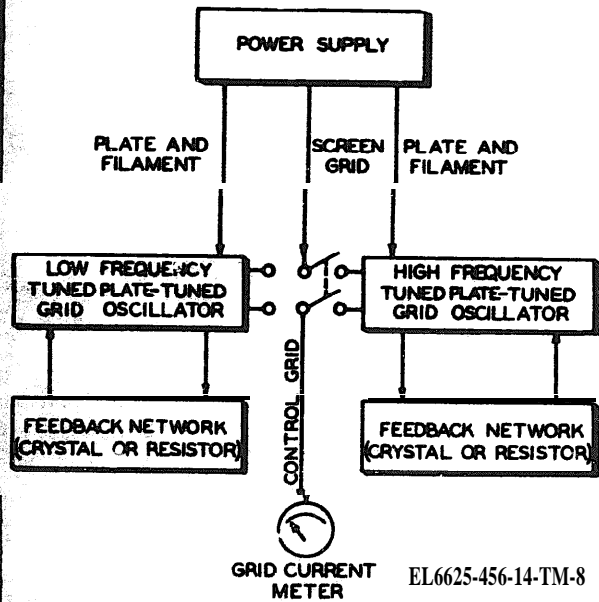 POWER SUPPLY
PLATE AND
FILAMENT
SCREEN
GRID
PLATE AND
FILAMENT
LOW FREQUENCY
TUNED PLATE-TUNED
GRID OSCILLATOR
HIGH FREQUENCY
TUNED PLATE-TUNED
GRID OSCILLATOR
CONTROL GRID
FEEDBACK NETWORK
(CRYSTAL OR RESISTOR)
FEEDBACK NETWORK
(CRYSTAL OR RESISTOR)
GRID CURRENT
METER
EL6625-456-14-TM-8